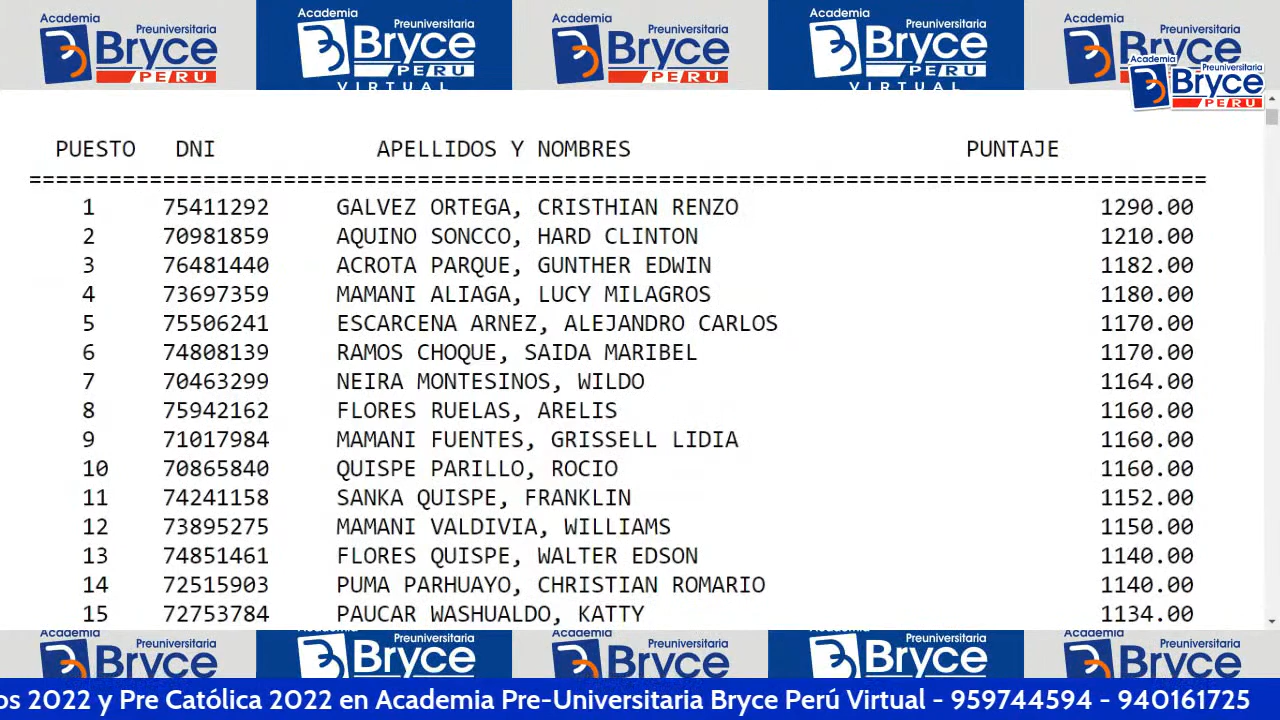 Academia Preuniversitaria Bryce PERU
Academia Preuniversitaria Bryce PERU VIRTUAL
Academia Preuniversitaria Bryce PERU
Academia Preuniversitaria Bryce PERU VIRTUAL
Academia Preuniversitaria Bryce
Academia Preuniversitaria Bryce PERU
PUESTO DNI APELLIDOS Y NOMBRES PUNTAJE
========================================================================================
1 75411292 GALVEZ ORTEGA, CRISTHIAN RENZO 1290.00
2 70981859 AQUINO SONCCO, HARD CLINTON 1210.00
3 76481440 ACROTA PARQUE, GUNTHER EDWIN 1182.00
4 73697359 MAMANI ALIAGA, LUCY MILAGROS 1180.00
5 75506241 ESCARCENA ARNEZ, ALEJANDRO CARLOS 1170.00
6 74808139 RAMOS CHOQUE, SAIDA MARIBEL 1170.00
7 70463299 NEIRA MONTESINOS, WILDO 1164.00
8 75942162 FLORES RUELAS, ARELIS 1160.00
9 71017984 MAMANI FUENTES, GRISSELL LIDIA 1160.00
10 70865840 QUISPE PARILLO, ROCIO 1160.00
11 74241158 SANKA QUISPE, FRANKLIN 1152.00
12 73895275 MAMANI VALDIVIA, WILLIAMS 1150.00
13 74851461 FLORES QUISPE, WALTER EDSON 1140.00
14 72515903 PUMA PARHUAYO, CHRISTIAN ROMARIO 1140.00
15 72753784 PAUCAR WASHUALDO, KATTY 1134.00
Academia Preuniversitaria Bryce
Academia Preuniversitaria Bryce
Academia Preuniversitaria Bryce
Academia Preuniversitaria Bryce
Academia Preuniversitaria Bryce
os 2022 y Pre Católica 2022 en Academia Pre-Universitaria Bryce Perú Virtual - 959744594 - 940161725